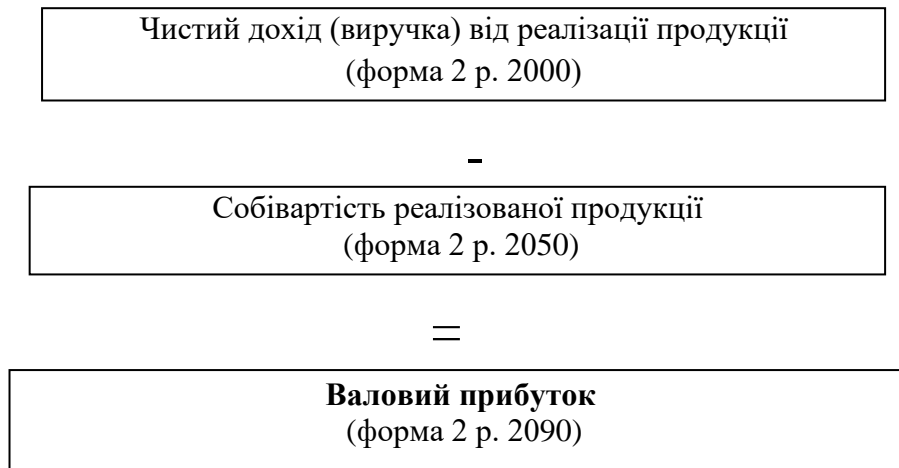 Чистий дохід (виручка) від реалізації продукції
(форма 2 р. 2000)
-
Собівартість реалізованої продукції
(форма 2 р. 2050)
=
Валовий прибуток
(форма 2 р. 2090)